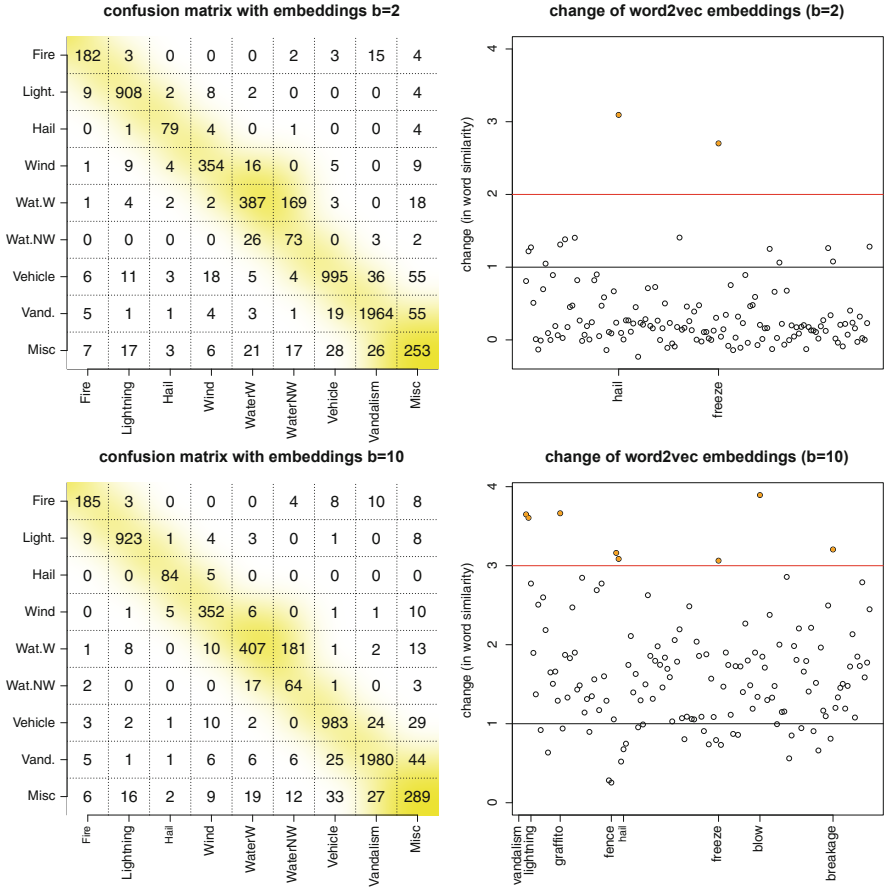 confusion matrix with embeddings b=2
Fire 182 3 0 0 0 2 3 15 4
Light. 9 908 2 8 2 0 0 0 4
Hail 0 1 79 4 0 1 0 0 4
Wind 1 9 4 354 16 0 5 0 9
Wat.W 1 4 2 2 387 169 3 0 18
Wat.NW 0 0 0 0 26 73 0 3 2
Vehicle 6 11 3 18 5 4 995 36 55
Vand. 5 1 1 4 3 1 19 1964 55
Misc 7 17 3 6 21 17 28 26 253
Fire Lightning Hail Wind WaterW WaterNW Vehicle Vandalism Misc
change of word2vec embeddings (b=2)
change (in word similarity)
4
3
2
1
0
hail freeze
confusion matrix with embeddings b=10
Fire 185 3 0 0 0 4 8 10 8
Light. 9 923 1 4 3 0 1 0 8
Hail 0 0 84 5 0 0 0 0 0
Wind 0 1 5 352 6 0 1 1 10
Wat.W 1 8 0 10 407 181 1 2 13
Wat.NW 2 0 0 0 17 64 1 0 3
Vehicle 3 2 1 10 2 0 983 24 29
Vand. 5 1 1 6 6 6 25 1980 44
Misc 6 16 2 9 19 12 33 27 289
Fire Lightning Hail Wind WaterW WaterNW Vehicle Vandalism Misc
change of word2vec embeddings (b=10)
change (in word similarity)
4
3
2
1
0
vandalism lightning graffito fence hail freeze blow breakage